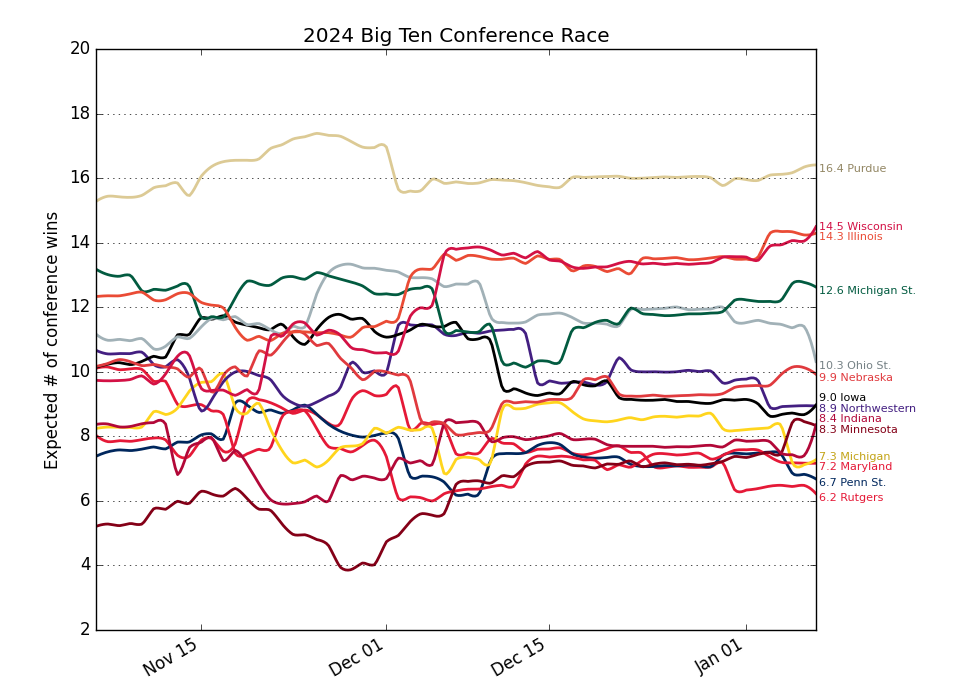 2024 Big Ten Conference Race
Expected # of conference wins
20
18
16
14
12
10
8
6
4
2
Nov 15
Dec 01
Dec 15
Jan 01
16.4 Purdue
14.5 Wisconsin
14.3 Illinois
12.6 Michigan St.
10.3 Ohio St.
9.9 Nebraska
9.0 Iowa
8.9 Northwestern
8.4 Indiana
8.3 Minnesota
7.3 Michigan
7.2 Maryland
6.7 Penn St.
6.2 Rutgers